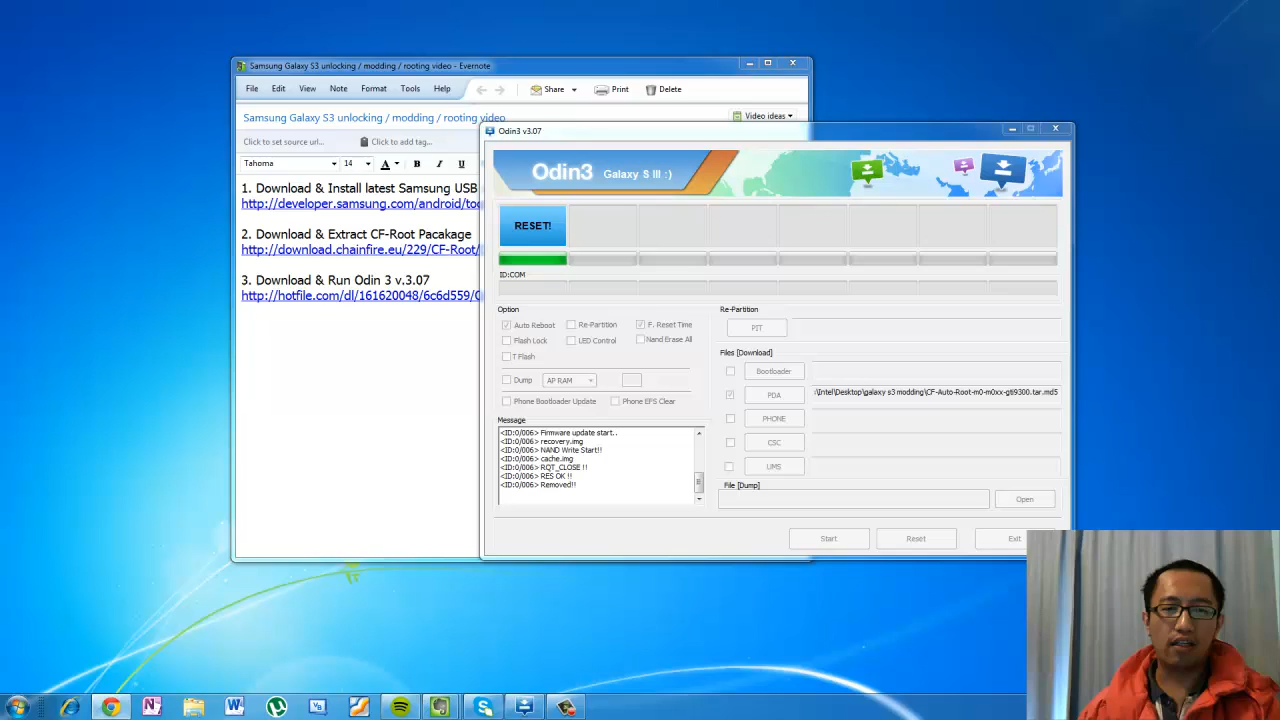 Samsung Galaxy S3 unlocking / modding / rooting video - Evernote
File Edit View Note Format Tools Help Share Print Delete
Samsung Galaxy S3 unlocking / modding / rooting video
Video ideas
Click to set source url...
Click to add tag...
Tahoma 14 A B I U
1. Download & Install latest Samsung USB
http://developer.samsung.com/android/too
2. Download & Extract CF-Root Pacakage
http://download.chainfire.eu/229/CF-Root/
3. Download & Run Odin 3 v.3.07
http://hotfile.com/dl/161620048/6c6d559/
Odin3 v3.07
Odin3 Galaxy S III :)
RESET!
ID:COM
Option
Auto Reboot Re-Partition F. Reset Time
Flash Lock LED Control Nand Erase All
T Flash
Dump AP RAM
Phone Bootloader Update Phone EFS Clear
Message
<ID:0/006> Firmware update start..
<ID:0/006> recovery.img
<ID:0/006> NAND Write Start!!
<ID:0/006> cache.img
<ID:0/006> RQT_CLOSE !!
<ID:0/006> RES OK !!
<ID:0/006> Removed!!
Re-Partition
PIT
Files [Download]
Bootloader
PDA :\Intel\Desktop\galaxy s3 modding\CF-Auto-Root-m0-m0xx-gti9300.tar.md5
PHONE
CSC
UMS
File [Dump]
Open
Start Reset Exit